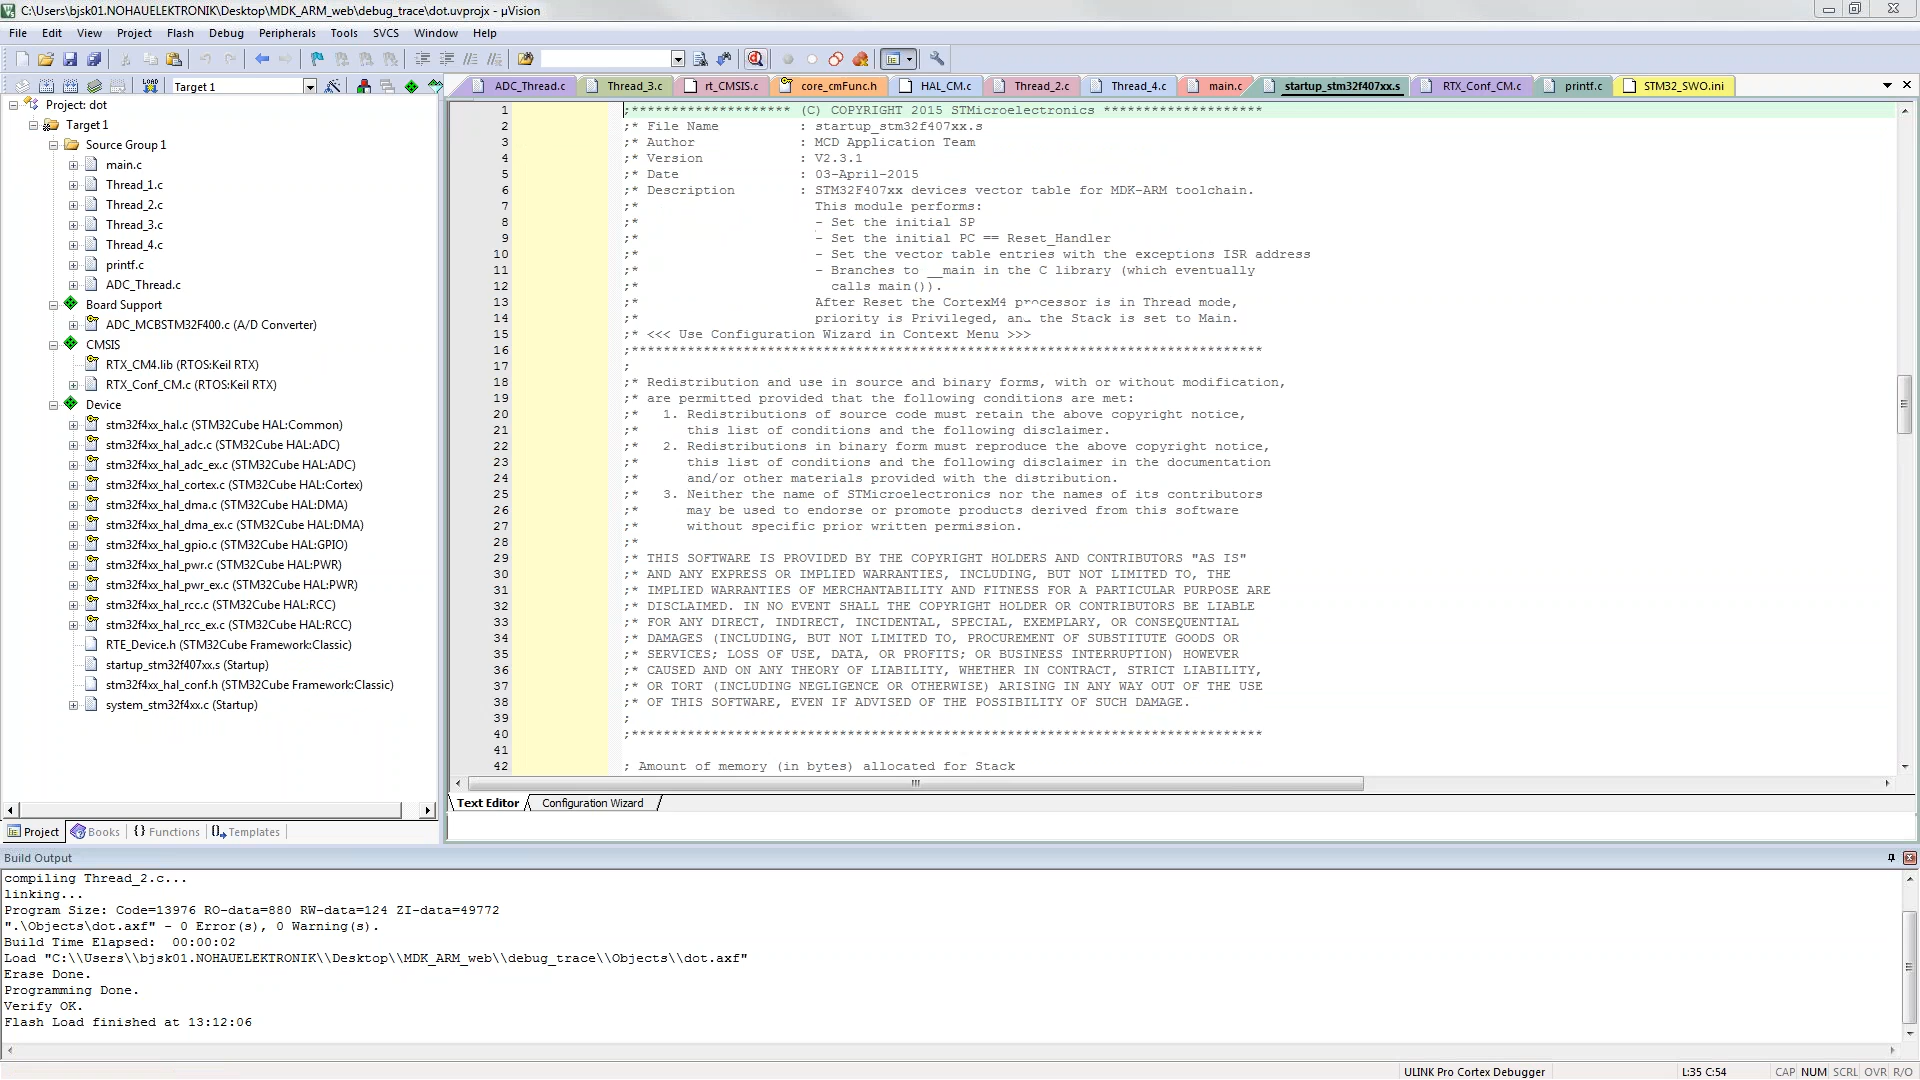 C:\Users\bjsk01.NOHAUELEKTRONIK\Desktop\MDK_ARM_web\debug_trace\dot.uvprojx - µVision
File Edit View Project Flash Debug Peripherals Tools SVCS Window Help
LOAD Target 1
ADC_Thread.c Thread_3.c rt_CMSIS.c core_cmFunc.h HAL_CM.c Thread_2.c Thread_4.c main.c startup_stm32f407xx.s RTX_Conf_CM.c printf.c STM32_SWO.ini
Project: dot
Target 1
Source Group 1
main.c
Thread_1.c
Thread_2.c
Thread_3.c
Thread_4.c
printf.c
ADC_Thread.c
Board Support
ADC_MCBSTM32F400.c (A/D Converter)
CMSIS
RTX_CM4.lib (RTOS:Keil RTX)
RTX_Conf_CM.c (RTOS:Keil RTX)
Device
stm32f4xx_hal.c (STM32Cube HAL:Common)
stm32f4xx_hal_adc.c (STM32Cube HAL:ADC)
stm32f4xx_hal_adc_ex.c (STM32Cube HAL:ADC)
stm32f4xx_hal_cortex.c (STM32Cube HAL:Cortex)
stm32f4xx_hal_dma.c (STM32Cube HAL:DMA)
stm32f4xx_hal_dma_ex.c (STM32Cube HAL:DMA)
stm32f4xx_hal_gpio.c (STM32Cube HAL:GPIO)
stm32f4xx_hal_pwr.c (STM32Cube HAL:PWR)
stm32f4xx_hal_pwr_ex.c (STM32Cube HAL:PWR)
stm32f4xx_hal_rcc.c (STM32Cube HAL:RCC)
stm32f4xx_hal_rcc_ex.c (STM32Cube HAL:RCC)
RTE_Device.h (STM32Cube Framework:Classic)
startup_stm32f407xx.s (Startup)
stm32f4xx_hal_conf.h (STM32Cube Framework:Classic)
system_stm32f4xx.c (Startup)
Project Books {} Functions Templates
1 ;******************** (C) COPYRIGHT 2015 STMicroelectronics ********************
2 ;* File Name : startup_stm32f407xx.s
3 ;* Author : MCD Application Team
4 ;* Version : V2.3.1
5 ;* Date : 03-April-2015
6 ;* Description : STM32F407xx devices vector table for MDK-ARM toolchain.
7 ;* This module performs:
8 ;* - Set the initial SP
9 ;* - Set the initial PC == Reset_Handler
10 ;* - Set the vector table entries with the exceptions ISR address
11 ;* - Branches to __main in the C library (which eventually
12 ;* calls main()).
13 ;* After Reset the CortexM4 processor is in Thread mode,
14 ;* priority is Privileged, and the Stack is set to Main.
15 ;* <<< Use Configuration Wizard in Context Menu >>>
16 ;*******************************************************************************
17 ;
18 ;* Redistribution and use in source and binary forms, with or without modification,
19 ;* are permitted provided that the following conditions are met:
20 ;* 1. Redistributions of source code must retain the above copyright notice,
21 ;* this list of conditions and the following disclaimer.
22 ;* 2. Redistributions in binary form must reproduce the above copyright notice,
23 ;* this list of conditions and the following disclaimer in the documentation
24 ;* and/or other materials provided with the distribution.
25 ;* 3. Neither the name of STMicroelectronics nor the names of its contributors
26 ;* may be used to endorse or promote products derived from this software
27 ;* without specific prior written permission.
28 ;*
29 ;* THIS SOFTWARE IS PROVIDED BY THE COPYRIGHT HOLDERS AND CONTRIBUTORS "AS IS"
30 ;* AND ANY EXPRESS OR IMPLIED WARRANTIES, INCLUDING, BUT NOT LIMITED TO, THE
31 ;* IMPLIED WARRANTIES OF MERCHANTABILITY AND FITNESS FOR A PARTICULAR PURPOSE ARE
32 ;* DISCLAIMED. IN NO EVENT SHALL THE COPYRIGHT HOLDER OR CONTRIBUTORS BE LIABLE
33 ;* FOR ANY DIRECT, INDIRECT, INCIDENTAL, SPECIAL, EXEMPLARY, OR CONSEQUENTIAL
34 ;* DAMAGES (INCLUDING, BUT NOT LIMITED TO, PROCUREMENT OF SUBSTITUTE GOODS OR
35 ;* SERVICES; LOSS OF USE, DATA, OR PROFITS; OR BUSINESS INTERRUPTION) HOWEVER
36 ;* CAUSED AND ON ANY THEORY OF LIABILITY, WHETHER IN CONTRACT, STRICT LIABILITY,
37 ;* OR TORT (INCLUDING NEGLIGENCE OR OTHERWISE) ARISING IN ANY WAY OUT OF THE USE
38 ;* OF THIS SOFTWARE, EVEN IF ADVISED OF THE POSSIBILITY OF SUCH DAMAGE.
39 ;
40 ;*******************************************************************************
41
42 ; Amount of memory (in bytes) allocated for Stack
Text Editor Configuration Wizard
Build Output
compiling Thread_2.c...
linking...
Program Size: Code=13976 RO-data=880 RW-data=124 ZI-data=49772
".\Objects\dot.axf" - 0 Error(s), 0 Warning(s).
Build Time Elapsed: 00:00:02
Load "C:\\Users\\bjsk01.NOHAUELEKTRONIK\\Desktop\\MDK_ARM_web\\debug_trace\\Objects\\dot.axf"
Erase Done.
Programming Done.
Verify OK.
Flash Load finished at 13:12:06
ULINK Pro Cortex Debugger L:35 C:54 CAP NUM SCRL OVR R/O